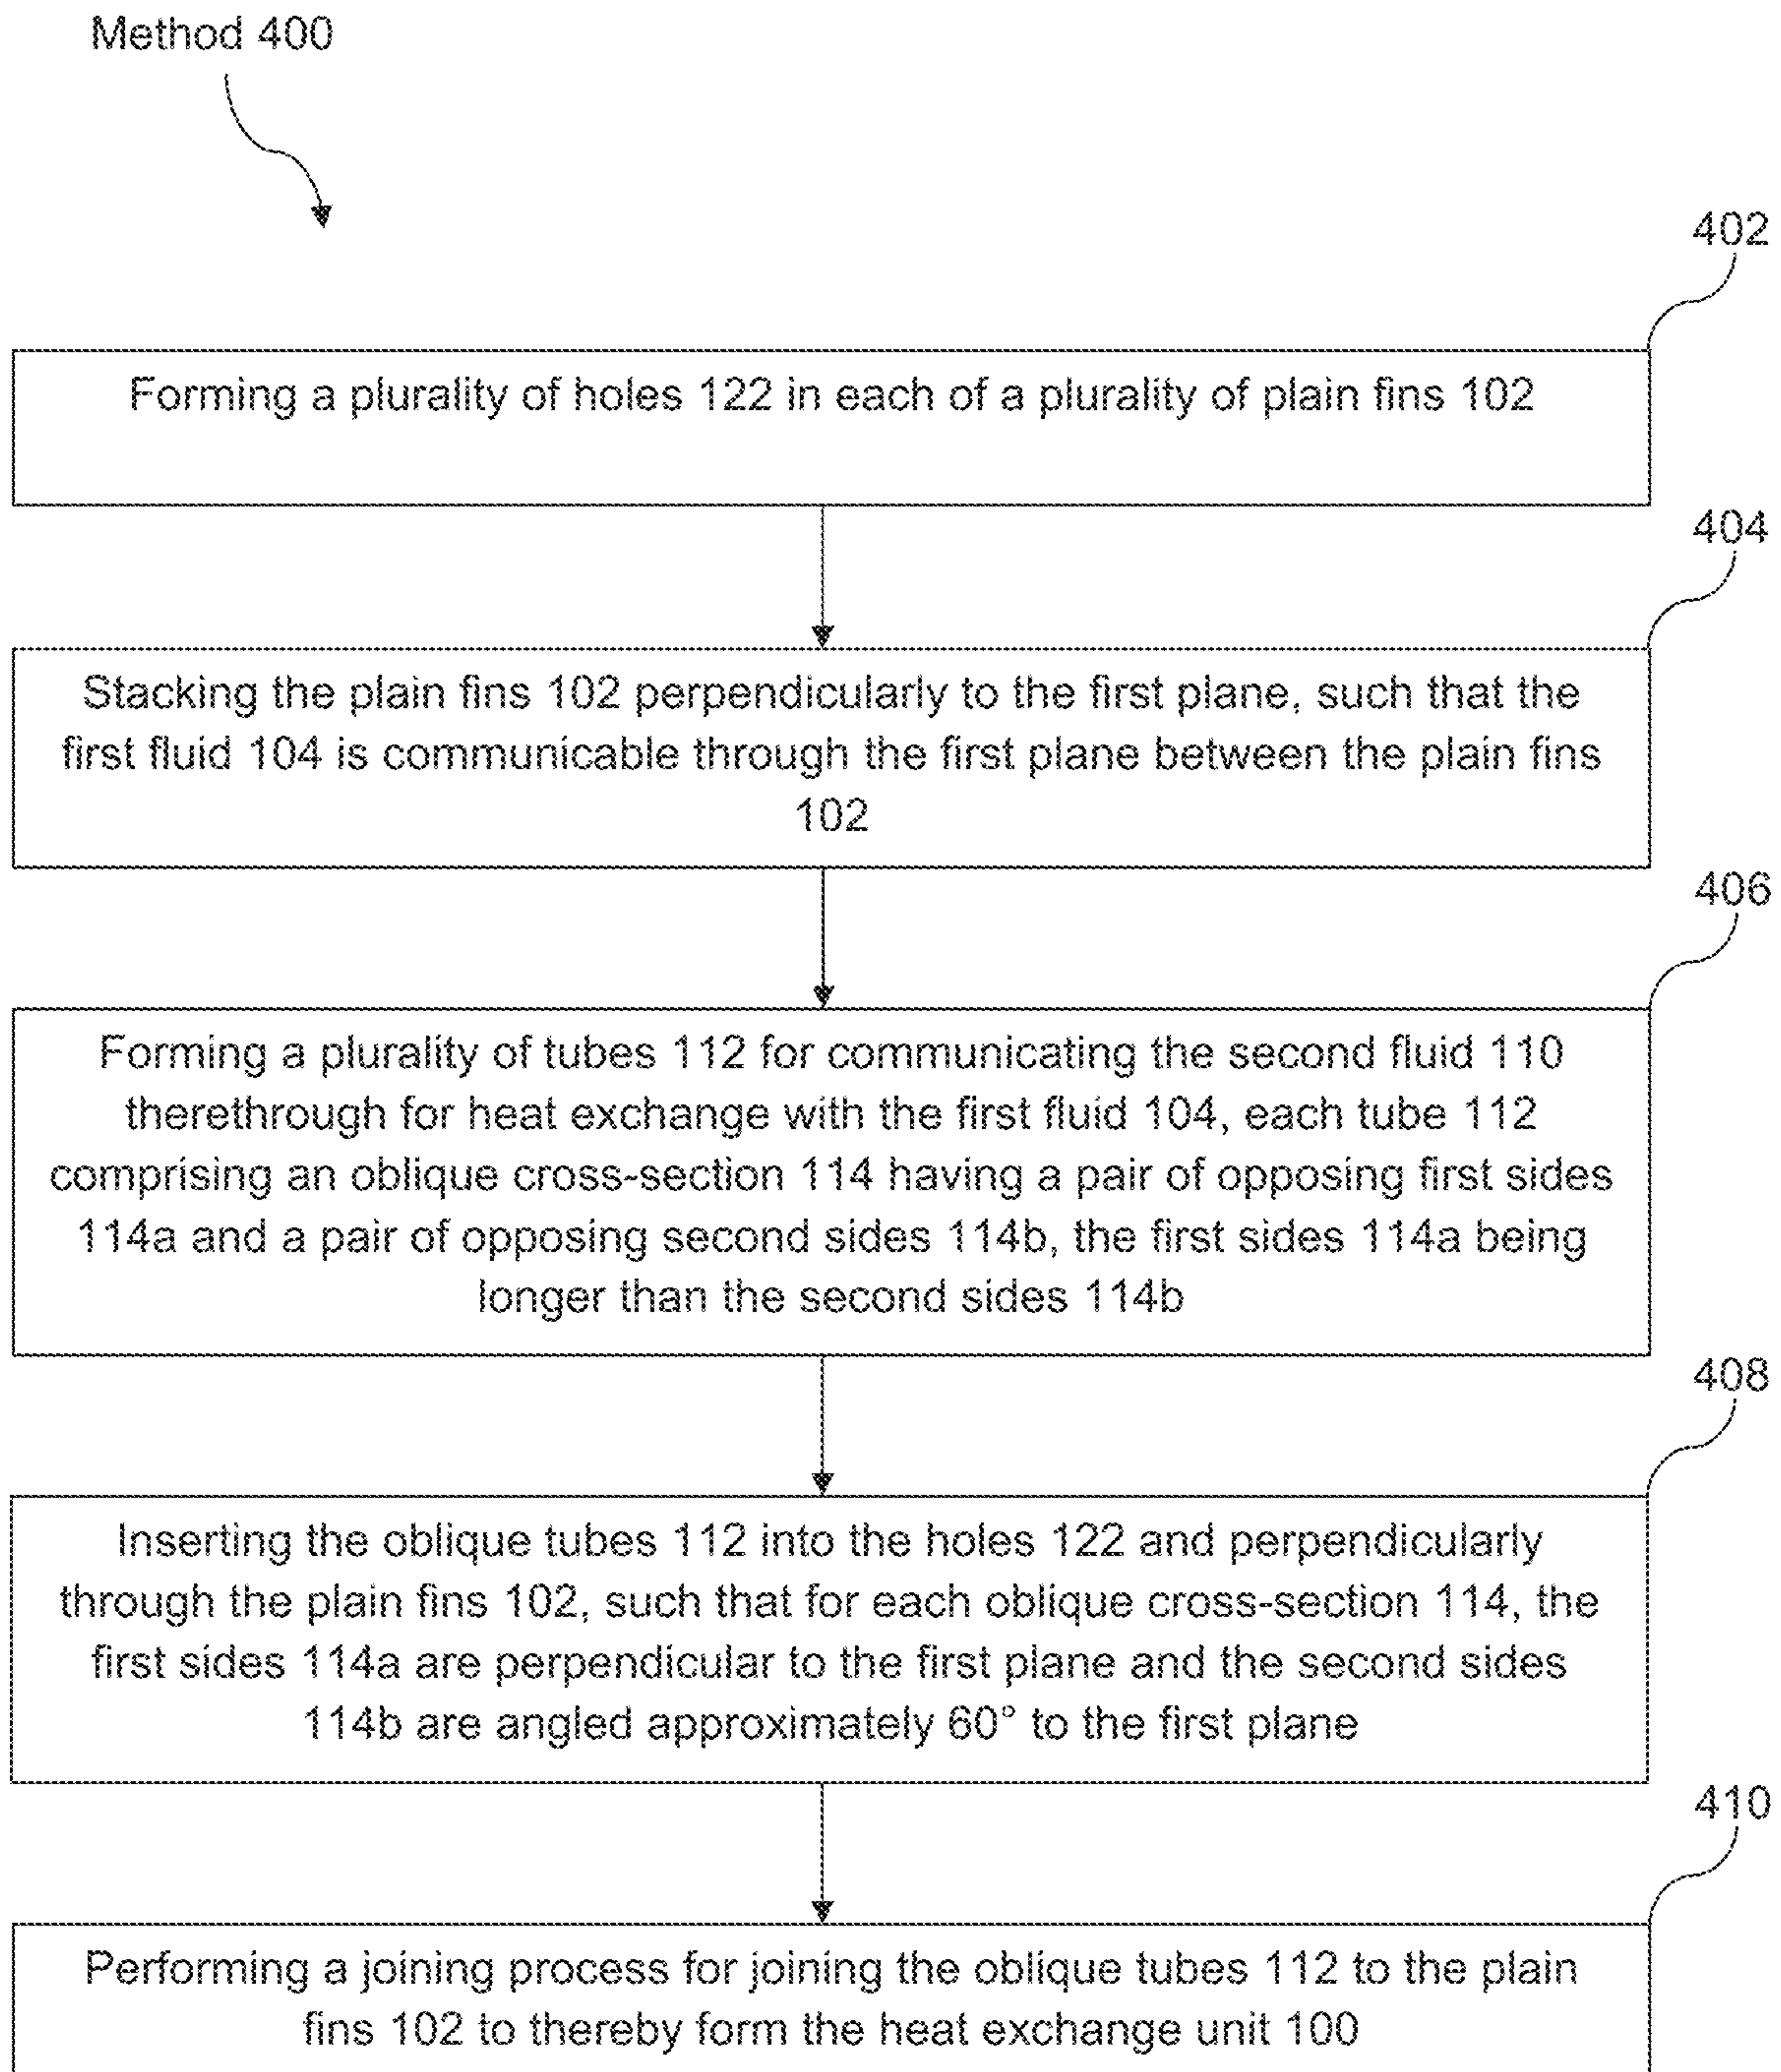 Method 400
402
Forming a plurality of holes 122 in each of a plurality of plain fins 102
404
Stacking the plain fins 102 perpendicularly to the first plane, such that the
first fluid 104 is communicable through the first plane between the plain fins
102
406
Forming a plurality of tubes 112 for communicating the second fluid 110
therethrough for heat exchange with the first fluid 104, each tube 112
comprising an oblique cross-section 114 having a pair of opposing first sides
114a and a pair of opposing second sides 114b, the first sides 114a being
longer than the second sides 114b
408
Inserting the oblique tubes 112 into the holes 122 and perpendicularly
through the plain fins 102, such that for each oblique cross-section 114, the
first sides 114a are perpendicular to the first plane and the second sides
114b are angled approximately 60° to the first plane
410
Performing a joining process for joining the oblique tubes 112 to the plain
fins 102 to thereby form the heat exchange unit 100